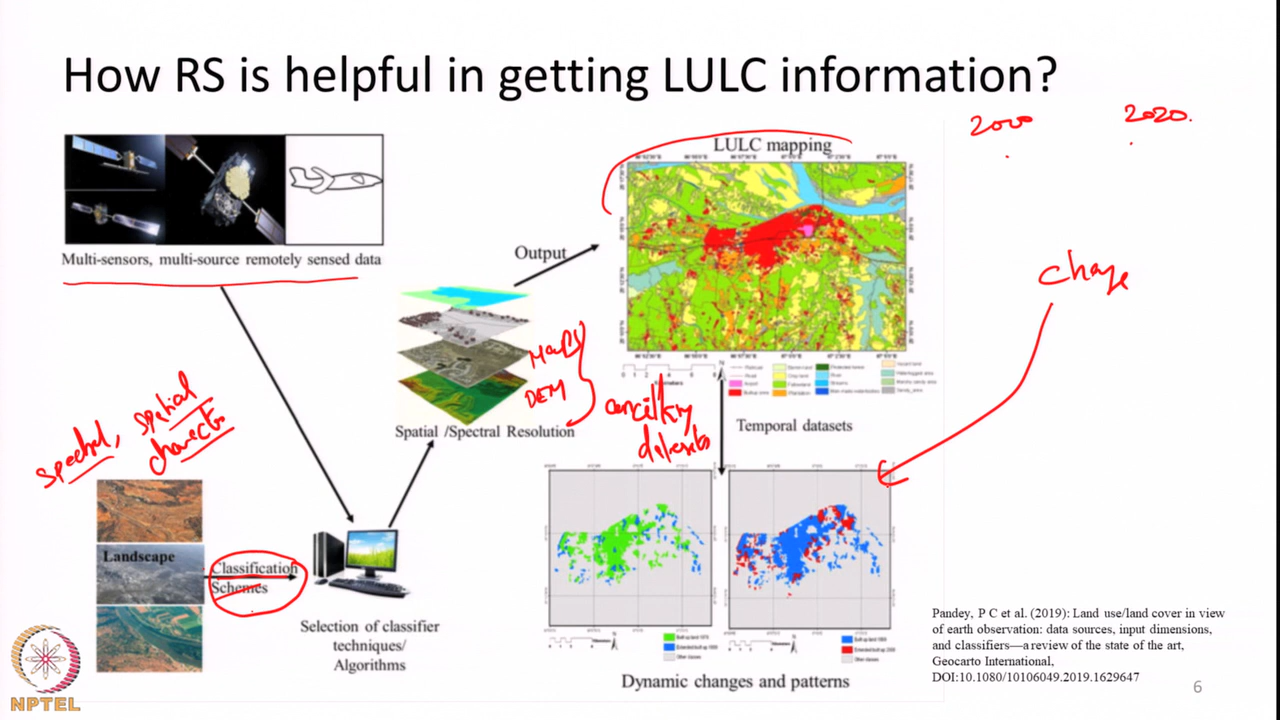 How RS is helpful in getting LULC information?
2000
2020.
LULC mapping
Multi-sensors, multi-source remotely sensed data
Output
change
Maps
DEM
ancillary
datasets
Spatial /Spectral Resolution
Temporal datasets
spectral, spatial
character
Landscape
Classification
Schemes
Selection of classifier
techniques/
Algorithms
Dynamic changes and patterns
Pandey, P C et al. (2019): Land use/land cover in view
of earth observation: data sources, input dimensions,
and classifiers—a review of the state of the art,
Geocarto International,
DOI:10.1080/10106049.2019.1629647
6
NPTEL